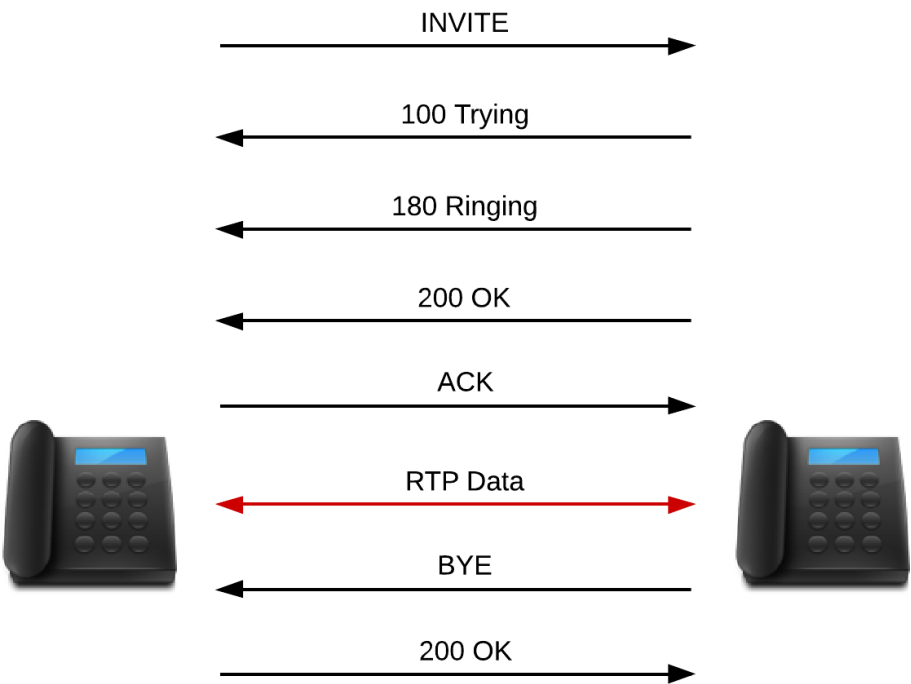 INVITE
100 Trying
180 Ringing
200 OK
ACK
RTP Data
BYE
200 OK